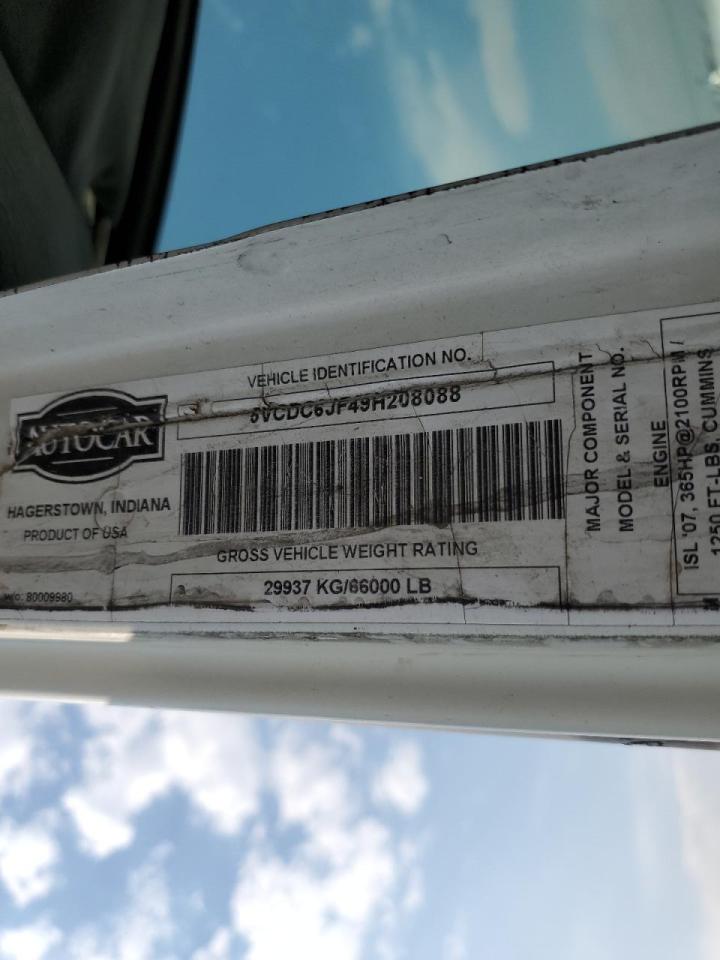 AUTOCAR
HAGERSTOWN, INDIANA
PRODUCT OF USA
w/o: 80009980
VEHICLE IDENTIFICATION NO.
5VCDC6JF49H208088
GROSS VEHICLE WEIGHT RATING
29937 KG/66000 LB
MAJOR COMPONENT
MODEL & SERIAL NO.
ENGINE
ISL '07, 365HP@2100RPM /
1250 FT-LBS, CUMMINS